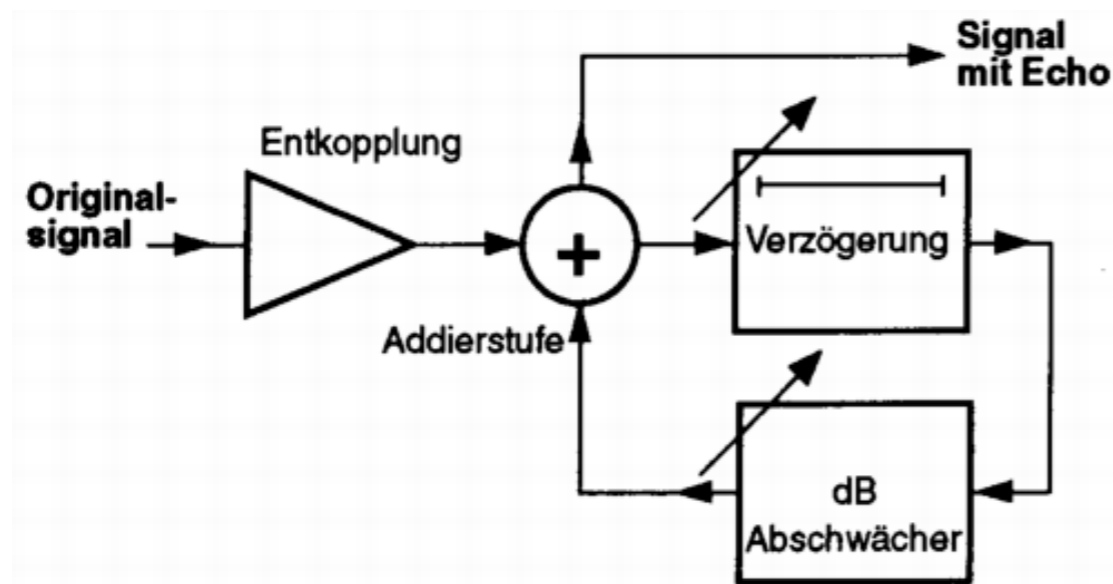 Signal
mit Echo
Entkopplung
Original-
signal
+
Verzögerung
Addierstufe
dB
Abschwächer